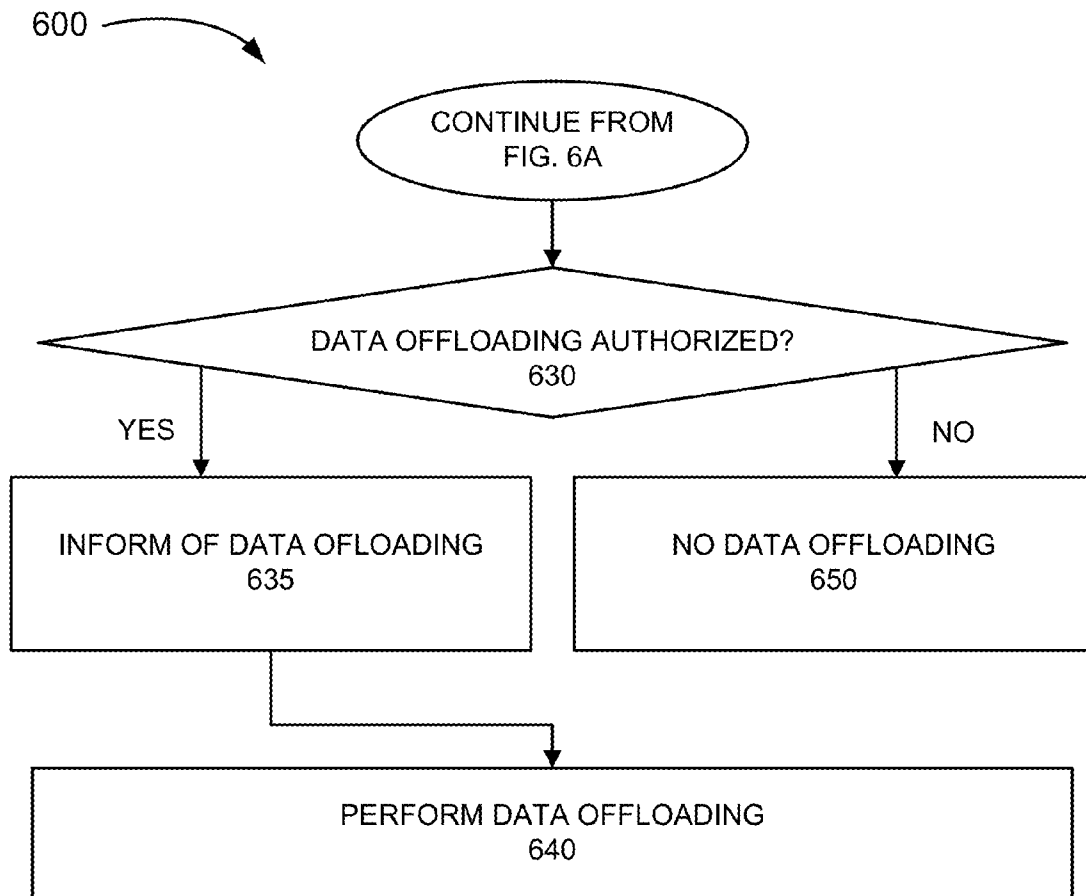 600
CONTINUE FROM
FIG. 6A
DATA OFFLOADING AUTHORIZED?
630
YES
NO
INFORM OF DATA OFLOADING
635
NO DATA OFFLOADING
650
PERFORM DATA OFFLOADING
640